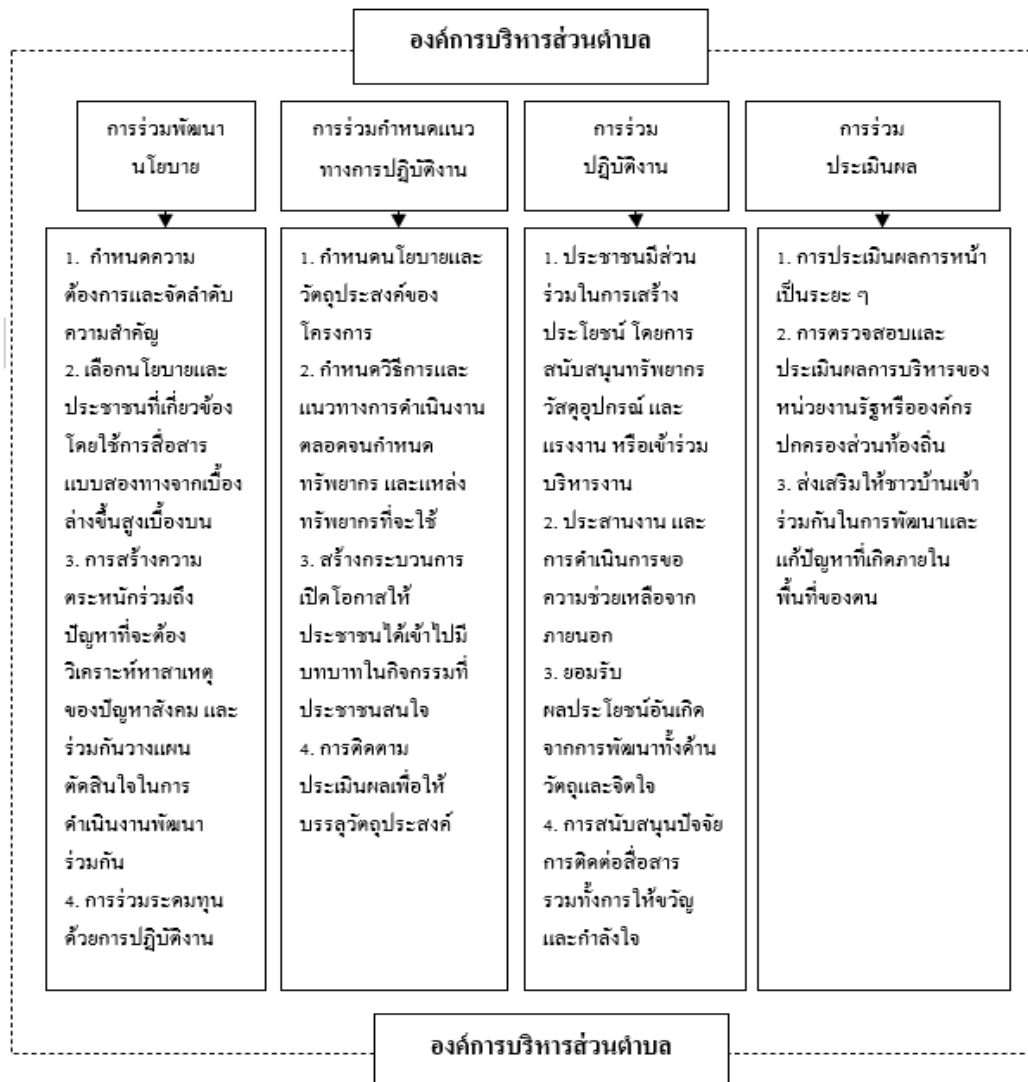 องค์การบริหารส่วนตำบล
การร่วมพัฒนา
นโยบาย
การร่วมกำหนดแนว
ทางการปฏิบัติงาน
การร่วม
ปฏิบัติงาน
การร่วม
ประเมินผล
1. กำหนดความ
ต้องการและจัดลำดับ
ความสำคัญ
2. เลือกนโยบายและ
ประชาชนที่เกี่ยวข้อง
โดยใช้การสื่อสาร
แบบสองทางจากเบื้อง
ล่างขึ้นสูงเบื้องบน
3. การสร้างความ
ตระหนักร่วมถึง
ปัญหาที่จะต้อง
วิเคราะห์หาสาเหตุ
ของปัญหาสังคม และ
ร่วมกันวางแผน
ตัดสินใจในการ
ดำเนินงานพัฒนา
ร่วมกัน
4. การร่วมระดมทุน
ด้วยการปฏิบัติงาน
1. กำหนดนโยบายและ
วัตถุประสงค์ของ
โครงการ
2. กำหนดวิธีการและ
แนวทางการดำเนินงาน
ตลอดจนกำหนด
ทรัพยากร และแหล่ง
ทรัพยากรที่จะใช้
3. สร้างกระบวนการ
เปิดโอกาสให้
ประชาชนได้เข้าไปมี
บทบาทในกิจกรรมที่
ประชาชนสนใจ
4. การติดตาม
ประเมินผลเพื่อให้
บรรลุวัตถุประสงค์
1. ประชาชนมีส่วน
ร่วมในการเสร้าง
ประโยชน์ โดยการ
สนับสนุนทรัพยากร
วัสดุอุปกรณ์ และ
แรงงาน หรือเข้าร่วม
บริหารงาน
2. ประสานงาน และ
การดำเนินการขอ
ความช่วยเหลือจาก
ภายนอก
3. ยอมรับ
ผลประโยชน์อันเกิด
จากการพัฒนาทั้งด้าน
วัตถุและจิตใจ
4. การสนับสนุนปัจจัย
การติดต่อสื่อสาร
รวมทั้งการให้ขวัญ
และกำลังใจ
1. การประเมินผลการหน้า
เป็นระยะ ๆ
2. การตรวจสอบและ
ประเมินผลการบริหารของ
หน่วยงานรัฐหรือองค์กร
ปกครองส่วนท้องถิ่น
3. ส่งเสริมให้ชาวบ้านเข้า
ร่วมกันในการพัฒนาและ
แก้ปัญหาที่เกิดภายใน
พื้นที่ของตน
องค์การบริหารส่วนตำบล